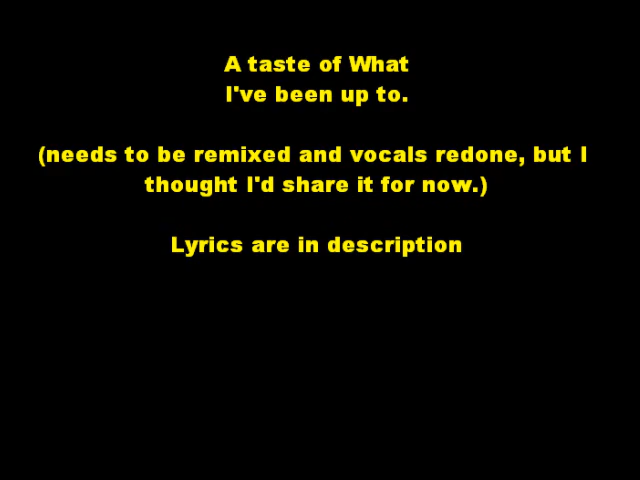 A taste of What
I've been up to.
(needs to be remixed and vocals redone, but I
thought I'd share it for now.)
Lyrics are in description